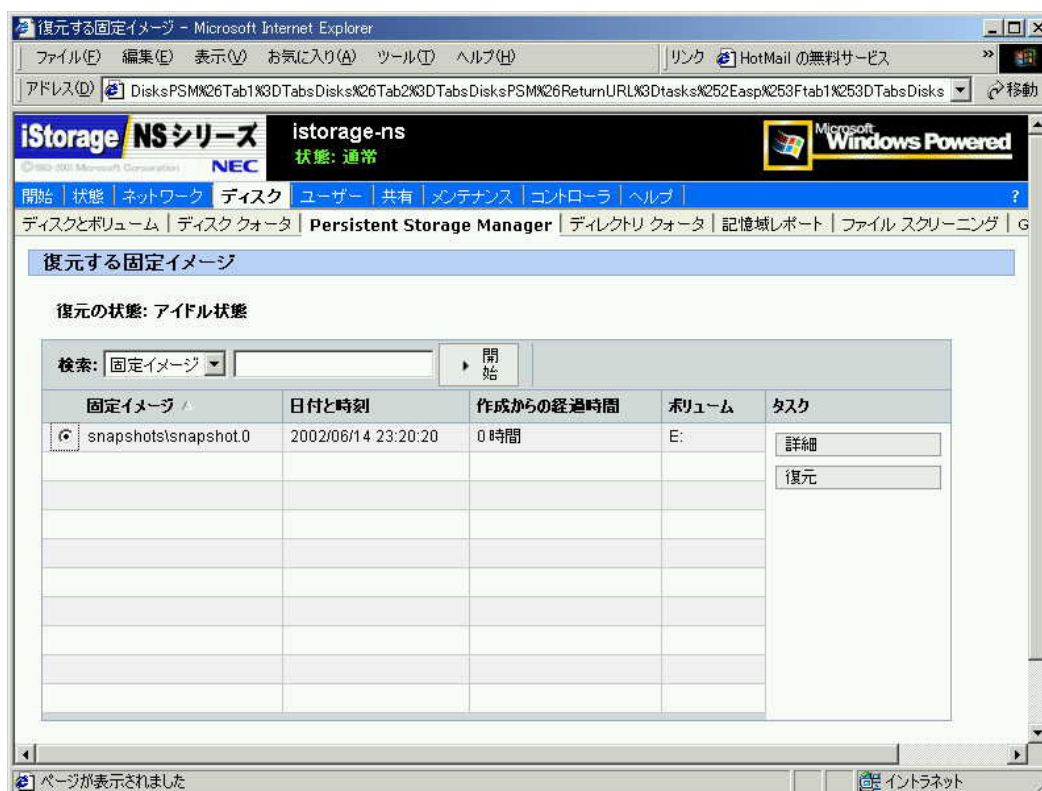 復元する固定イメージ - Microsoft Internet Explorer
ファイル(F) 編集(E) 表示(V) お気に入り(A) ツール(T) ヘルプ(H) リンク HotMail の無料サービス »
アドレス(D) DisksPSM%26Tab1%3DTabsDisks%26Tab2%3DTabsDisksPSM%26ReturnURL%3Dtasks%252Easp%253Ftab1%253DTabsDisks 移動
iStorage NSシリーズ
NEC
istorage-ns
状態: 通常
Microsoft
Windows Powered
開始 状態 ネットワーク ディスク ユーザー 共有 メンテナンス コントローラ ヘルプ ?
ディスクとボリューム ディスク クォータ Persistent Storage Manager ディレクトリ クォータ 記憶域レポート ファイル スクリーニング G
復元する固定イメージ
復元の状態: アイドル状態
検索: 固定イメージ 開始
固定イメージ 日付と時刻 作成からの経過時間 ボリューム タスク
snapshots\snapshot.0 2002/06/14 23:20:20 0 時間 E:
詳細
復元
ページが表示されました イントラネット